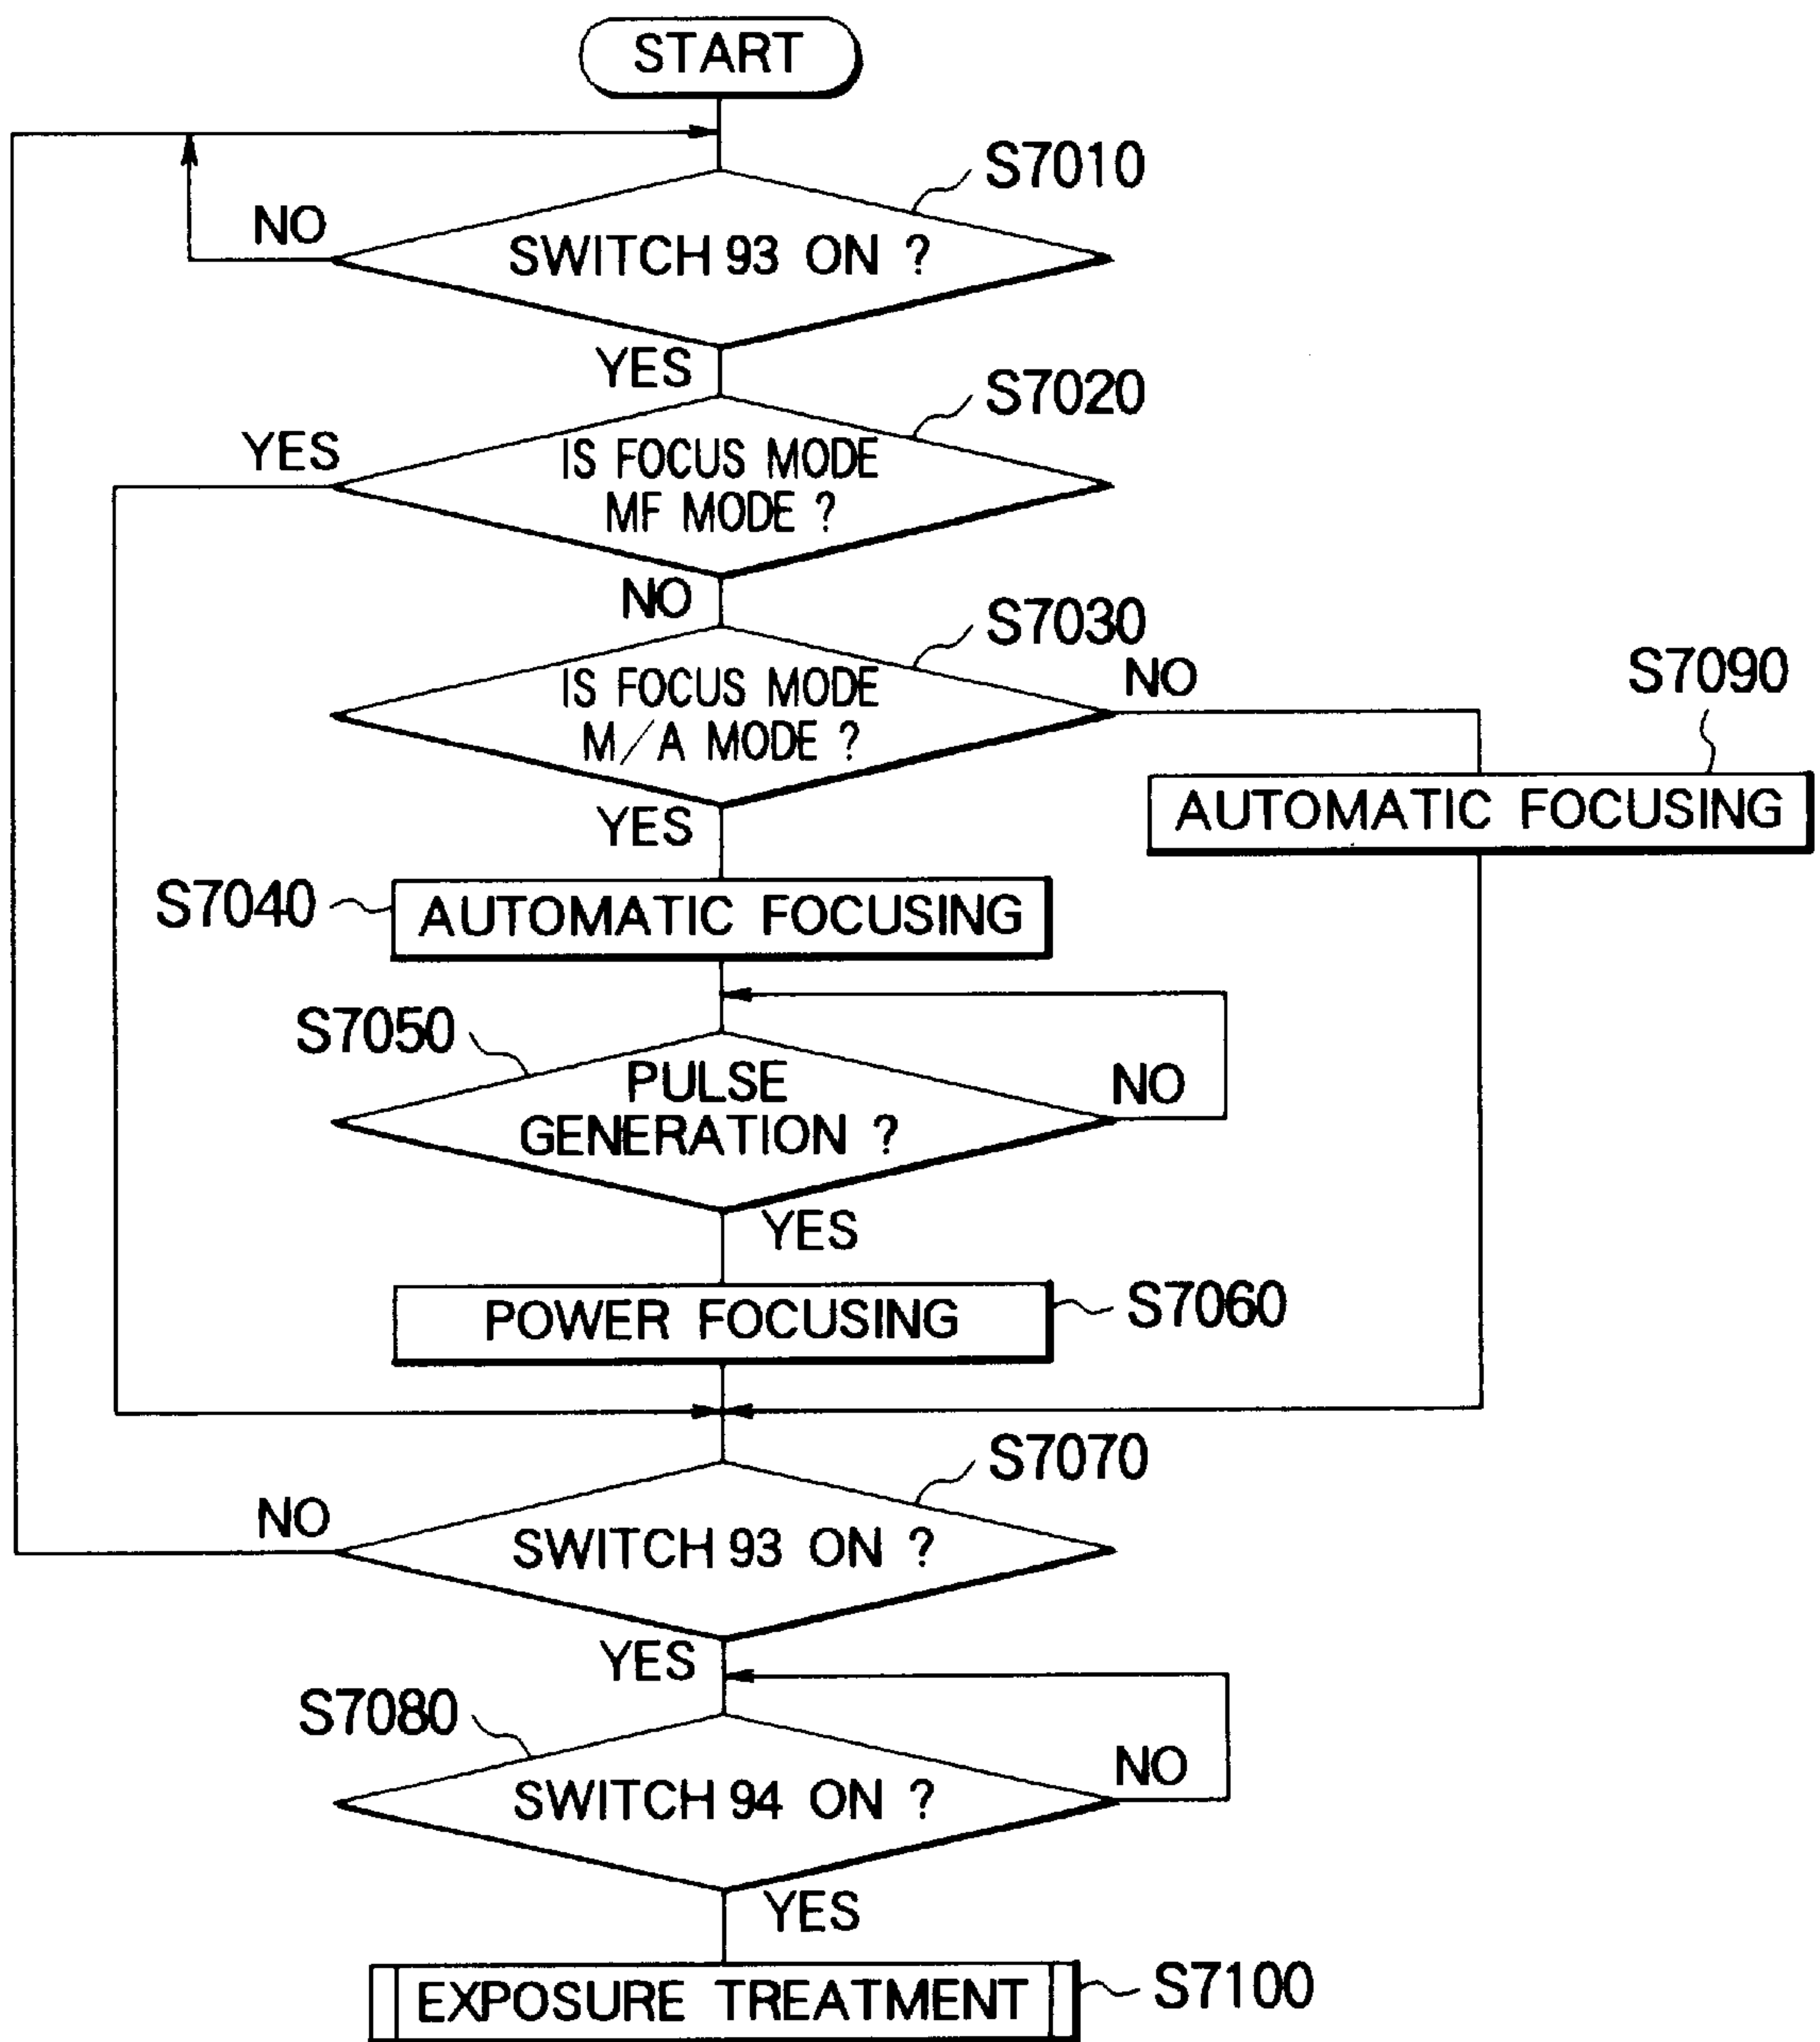 START
S7010
NO
SWITCH 93 ON ?
YES
S7020
YES
IS FOCUS MODE
MF MODE ?
NO
S7030
NO
IS FOCUS MODE
M/A MODE ?
S7090
YES
AUTOMATIC FOCUSING
S7040
AUTOMATIC FOCUSING
S7050
PULSE
GENERATION ?
NO
YES
POWER FOCUSING
S7060
S7070
NO
SWITCH 93 ON ?
YES
S7080
NO
SWITCH 94 ON ?
YES
EXPOSURE TREATMENT
S7100